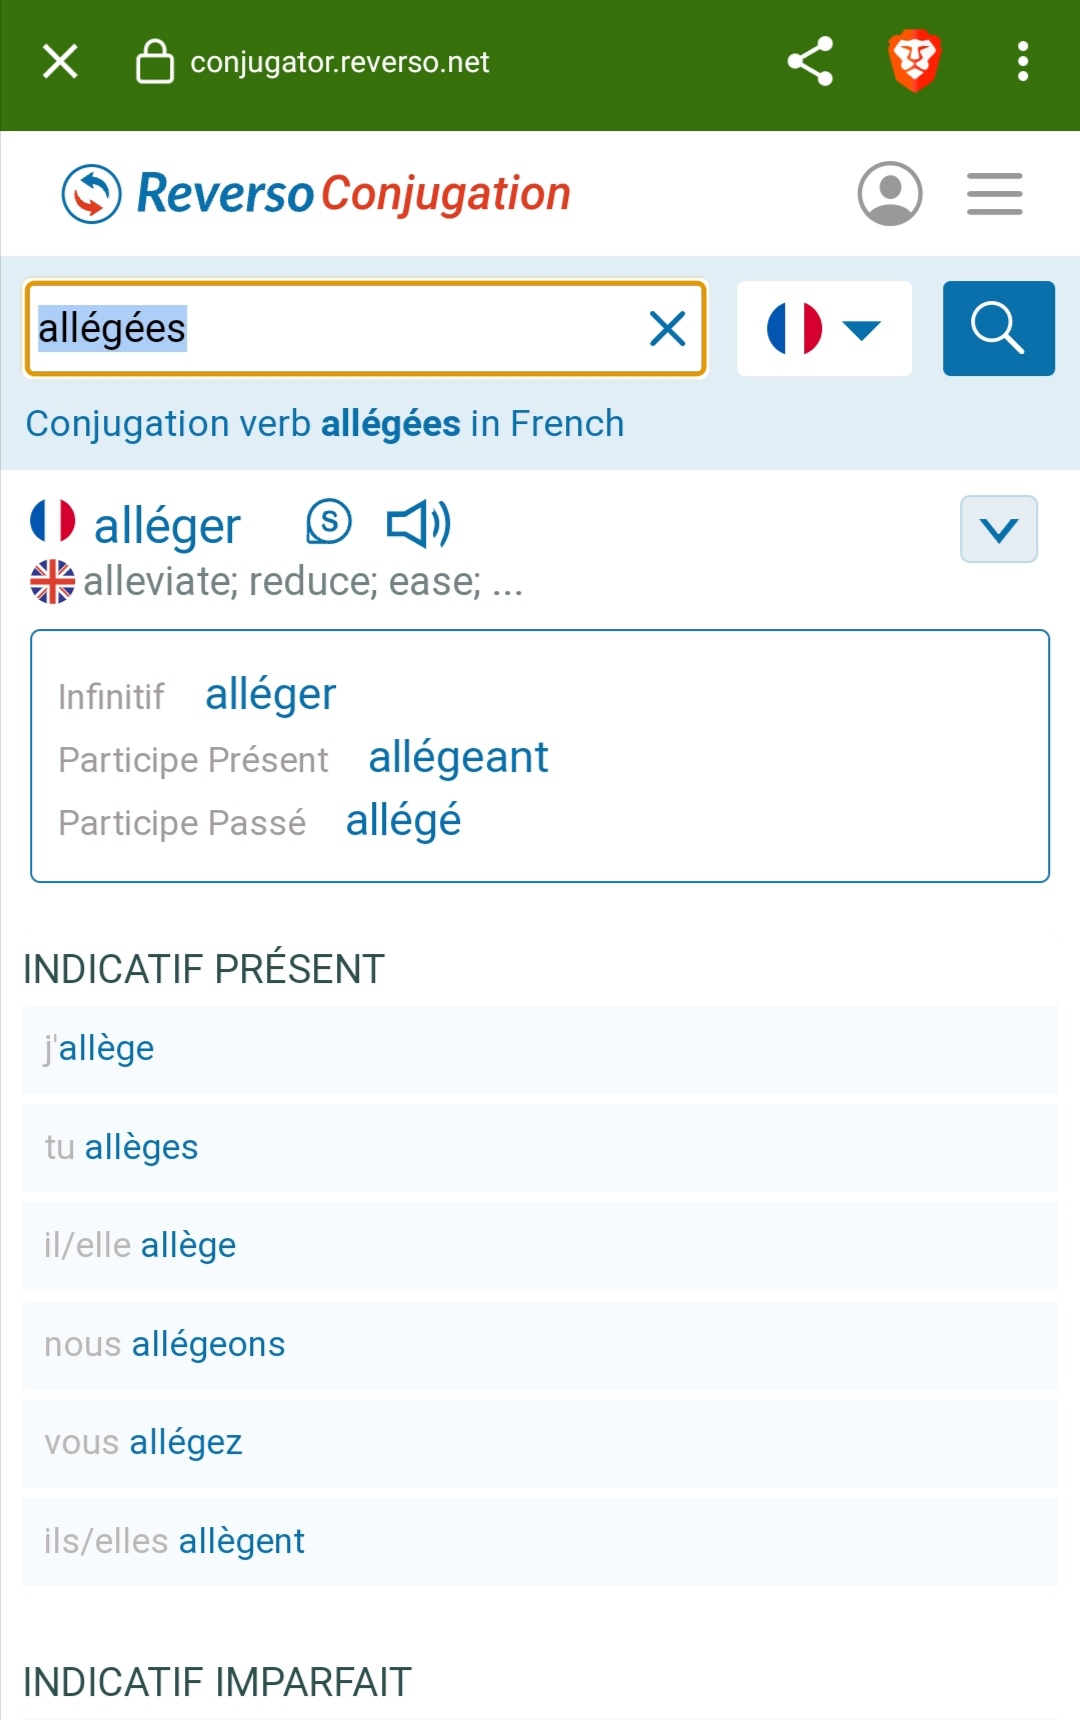 conjugator.reverso.net
Reverso Conjugation
allégées
Conjugation verb allégées in French
alléger S
alleviate; reduce; ease; ...
Infinitif alléger
Participe Présent allégeant
Participe Passé allégé
INDICATIF PRÉSENT
j'allège
tu allèges
il/elle allège
nous allégeons
vous allégez
ils/elles allègent
INDICATIF IMPARFAIT